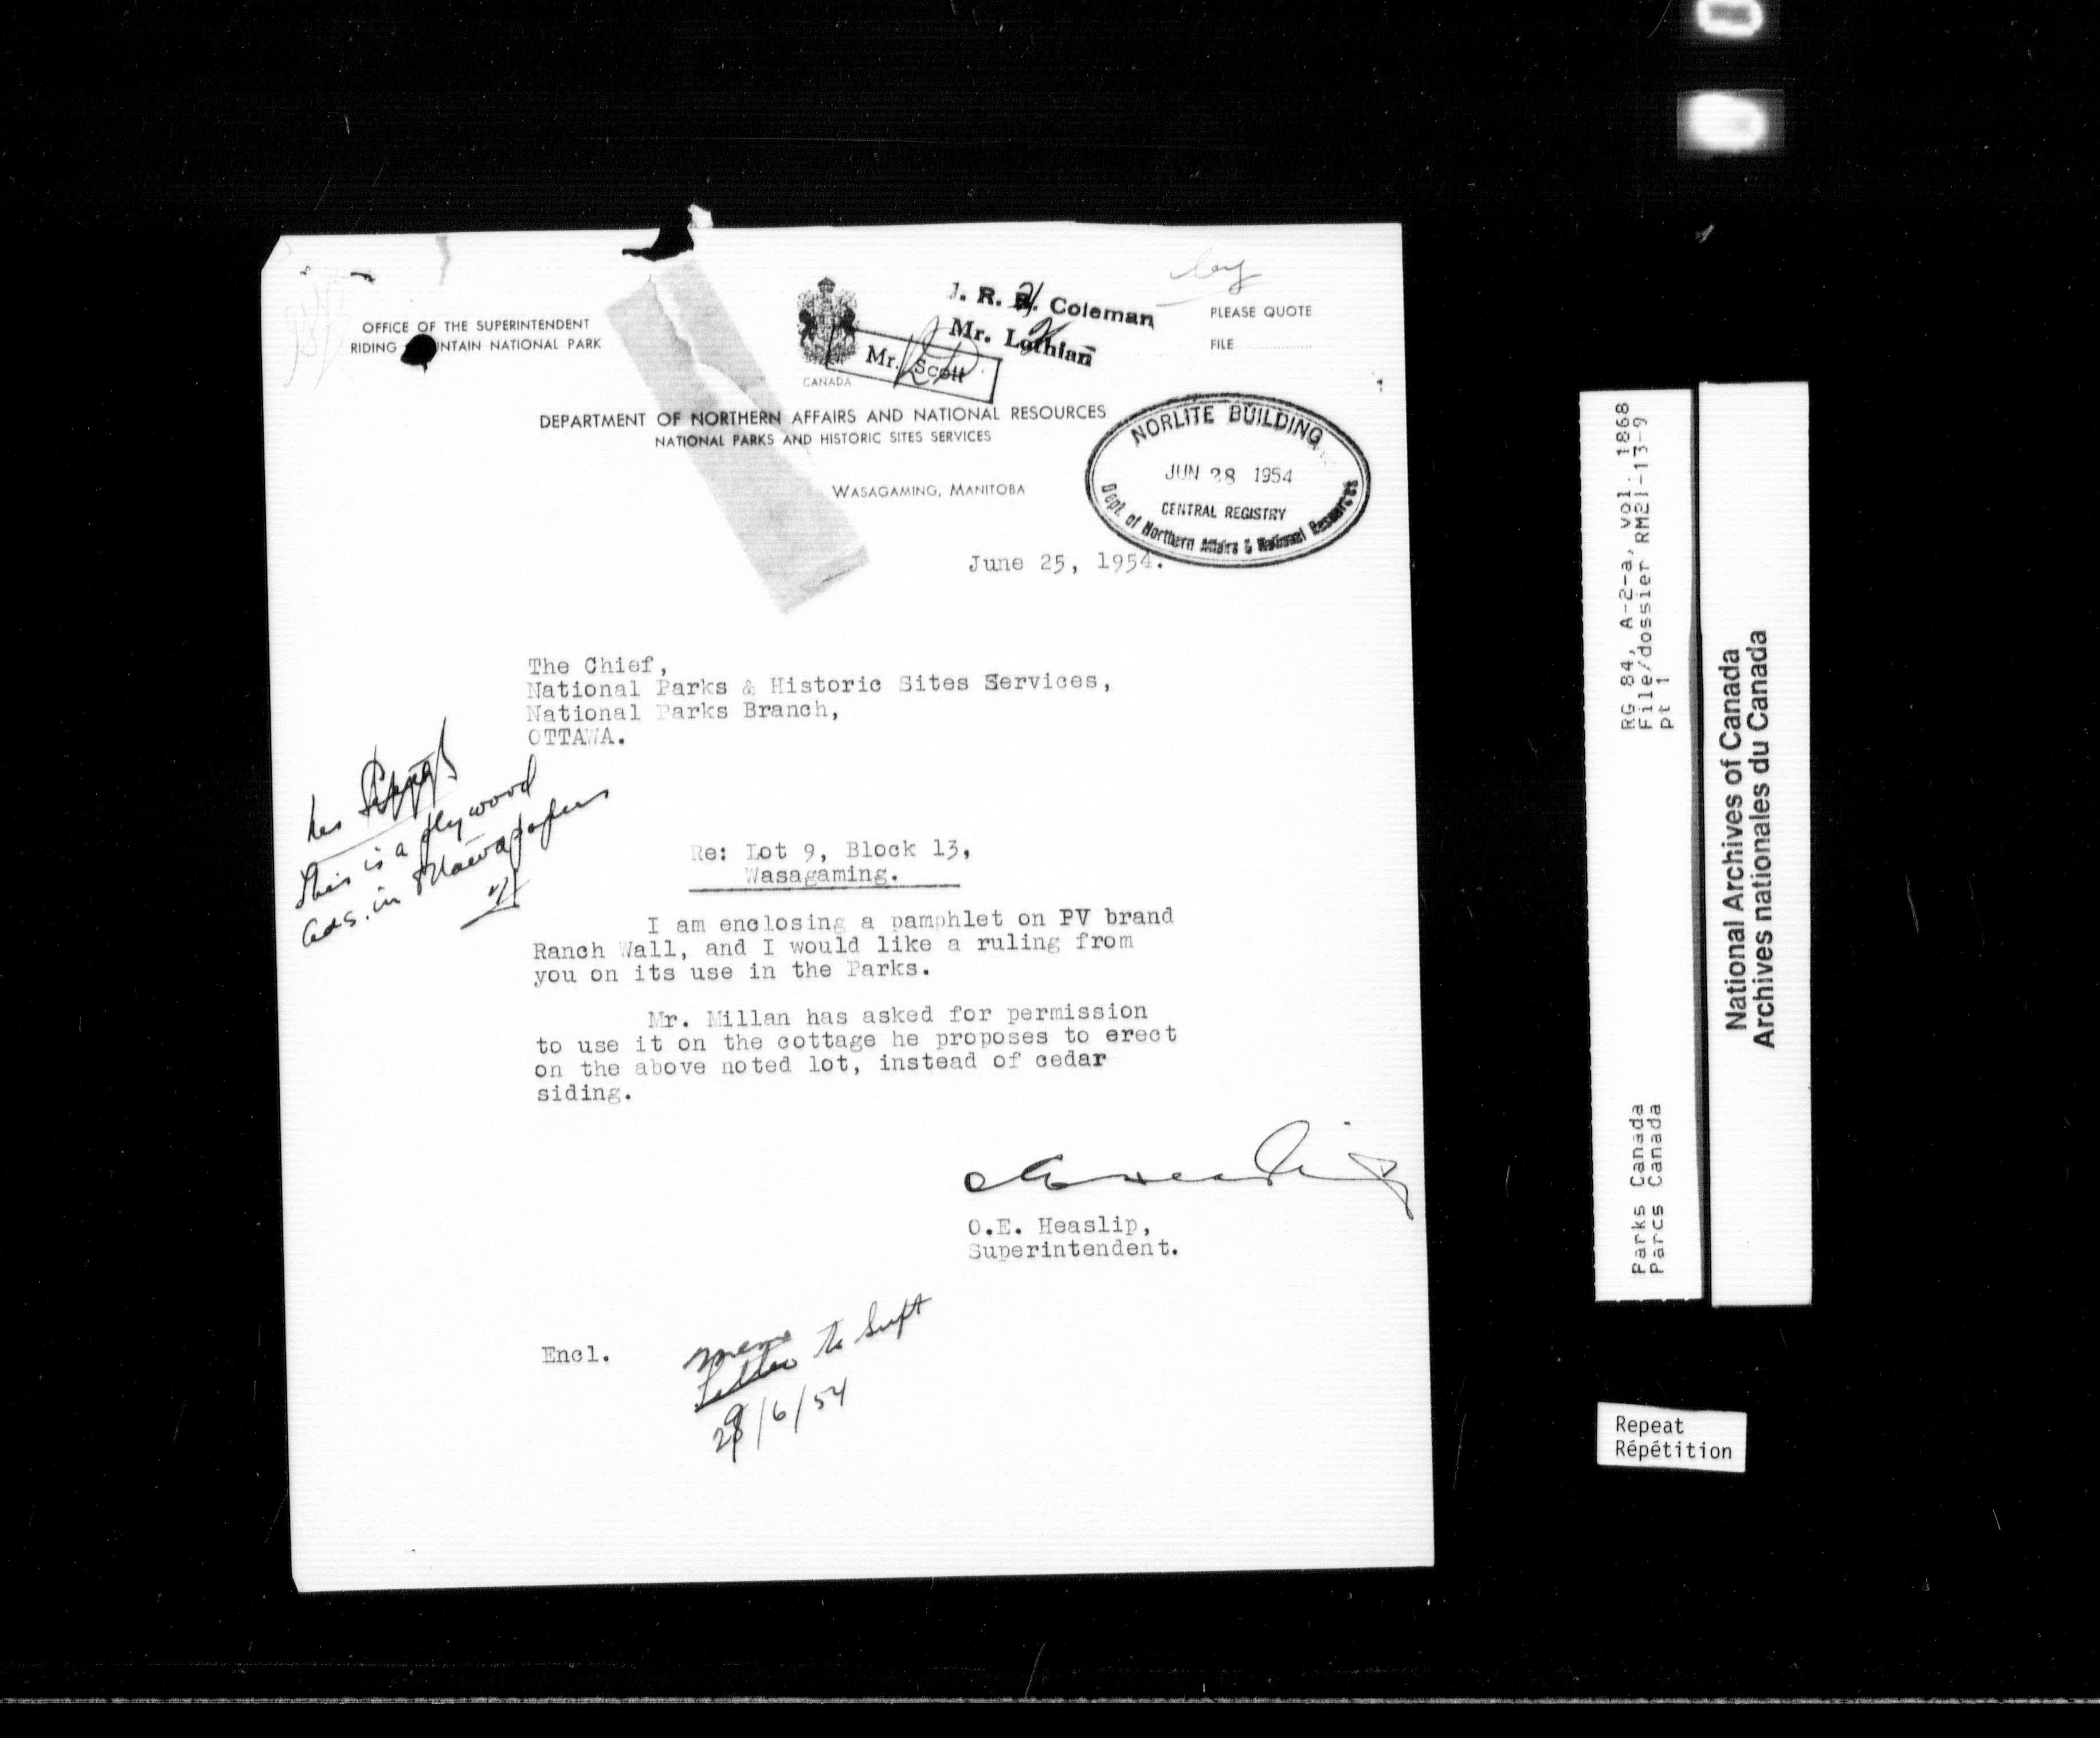 OFFICE OF THE SUPERINTENDENT
RIDING NTAIN NATIONAL PARK
CANADA
J. R. B. Coleman
Mr. Lothian
Mr. Scott
PLEASE QUOTE
FILE
DEPARTMENT OF NORTHERN AFFAIRS AND NATIONAL RESOURCES
NATIONAL PARKS AND HISTORIC SITES SERVICES
WASAGAMING, MANITOBA
NORLITE BUILDING
JUN 28 1954
CENTRAL REGISTRY
Dept. of Northern Affairs & National Resources
June 25, 1954.
The Chief,
National Parks & Historic Sites Services,
National Parks Branch,
OTTAWA.
This is a plywood
ads. in
Re: Lot 9, Block 13,
Wasagaming.
I am enclosing a pamphlet on PV brand
Ranch Wall, and I would like a ruling from
you on its use in the Parks.
Mr. Millan has asked for permission
to use it on the cottage he proposes to erect
on the above noted lot, instead of cedar
siding.
O.E. Heaslip,
Superintendent.
Encl.
memo
Letter to Supt
/6/54
RG 84, A-2-a, vol. 1868
File/dossier RM21-13-9
pt 1
Parks Canada
Parcs Canada
National Archives of Canada
Archives nationales du Canada
Repeat
Répétition